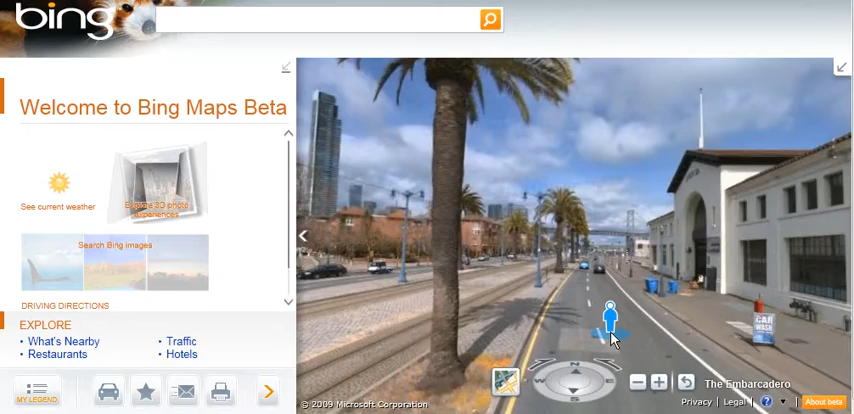 bing
Welcome to Bing Maps Beta
See current weather
Explore 3D photo
experiences
Search Bing images
DRIVING DIRECTIONS
EXPLORE
• What's Nearby
• Traffic
• Restaurants
• Hotels
MY LEGEND
CAR
WASH
W
E
The Embarcadero
© 2009 Microsoft Corporation
Privacy | Legal | ? | About beta